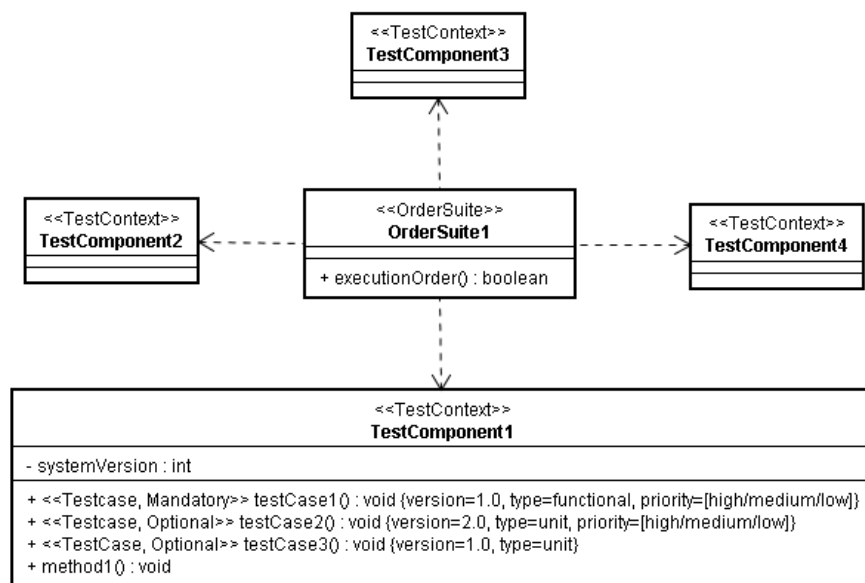 <<TestContext>>
TestComponent3
<<TestContext>>
TestComponent2
<<OrderSuite>>
OrderSuite1
+ executionOrder() : boolean
<<TestContext>>
TestComponent4
<<TestContext>>
TestComponent1
- systemVersion : int
+ <<Testcase, Mandatory>> testCase1() : void {version=1.0, type=functional, priority=[high/medium/low]}
+ <<Testcase, Optional>> testCase2() : void {version=2.0, type=unit, priority=[high/medium/low]}
+ <<TestCase, Optional>> testCase3() : void {version=1.0, type=unit}
+ method1() : void